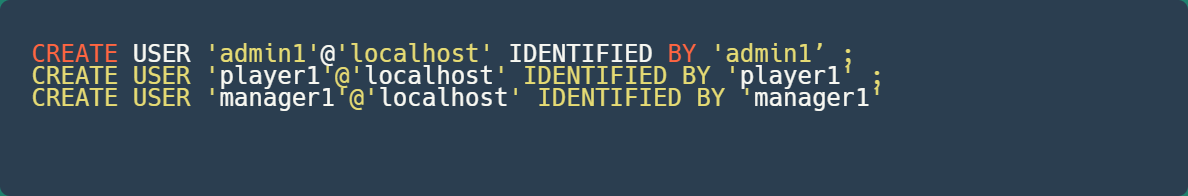 CREATE USER 'admin1'@'localhost' IDENTIFIED BY 'admin1’ ;
CREATE USER 'player1'@'localhost' IDENTIFIED BY 'player1' ;
CREATE USER 'manager1'@'localhost' IDENTIFIED BY 'manager1'